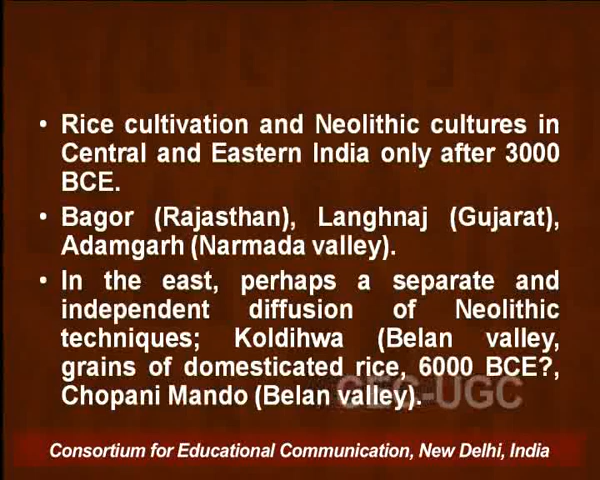 • Rice cultivation and Neolithic cultures in
Central and Eastern India only after 3000
BCE.
• Bagor (Rajasthan), Langhnaj (Gujarat),
Adamgarh (Narmada valley).
• In the east, perhaps a separate and
independent diffusion of Neolithic
techniques; Koldihwa (Belan valley,
grains of domesticated rice, 6000 BCE?,
Chopani Mando (Belan valley).
CEC-UGC
Consortium for Educational Communication, New Delhi, India